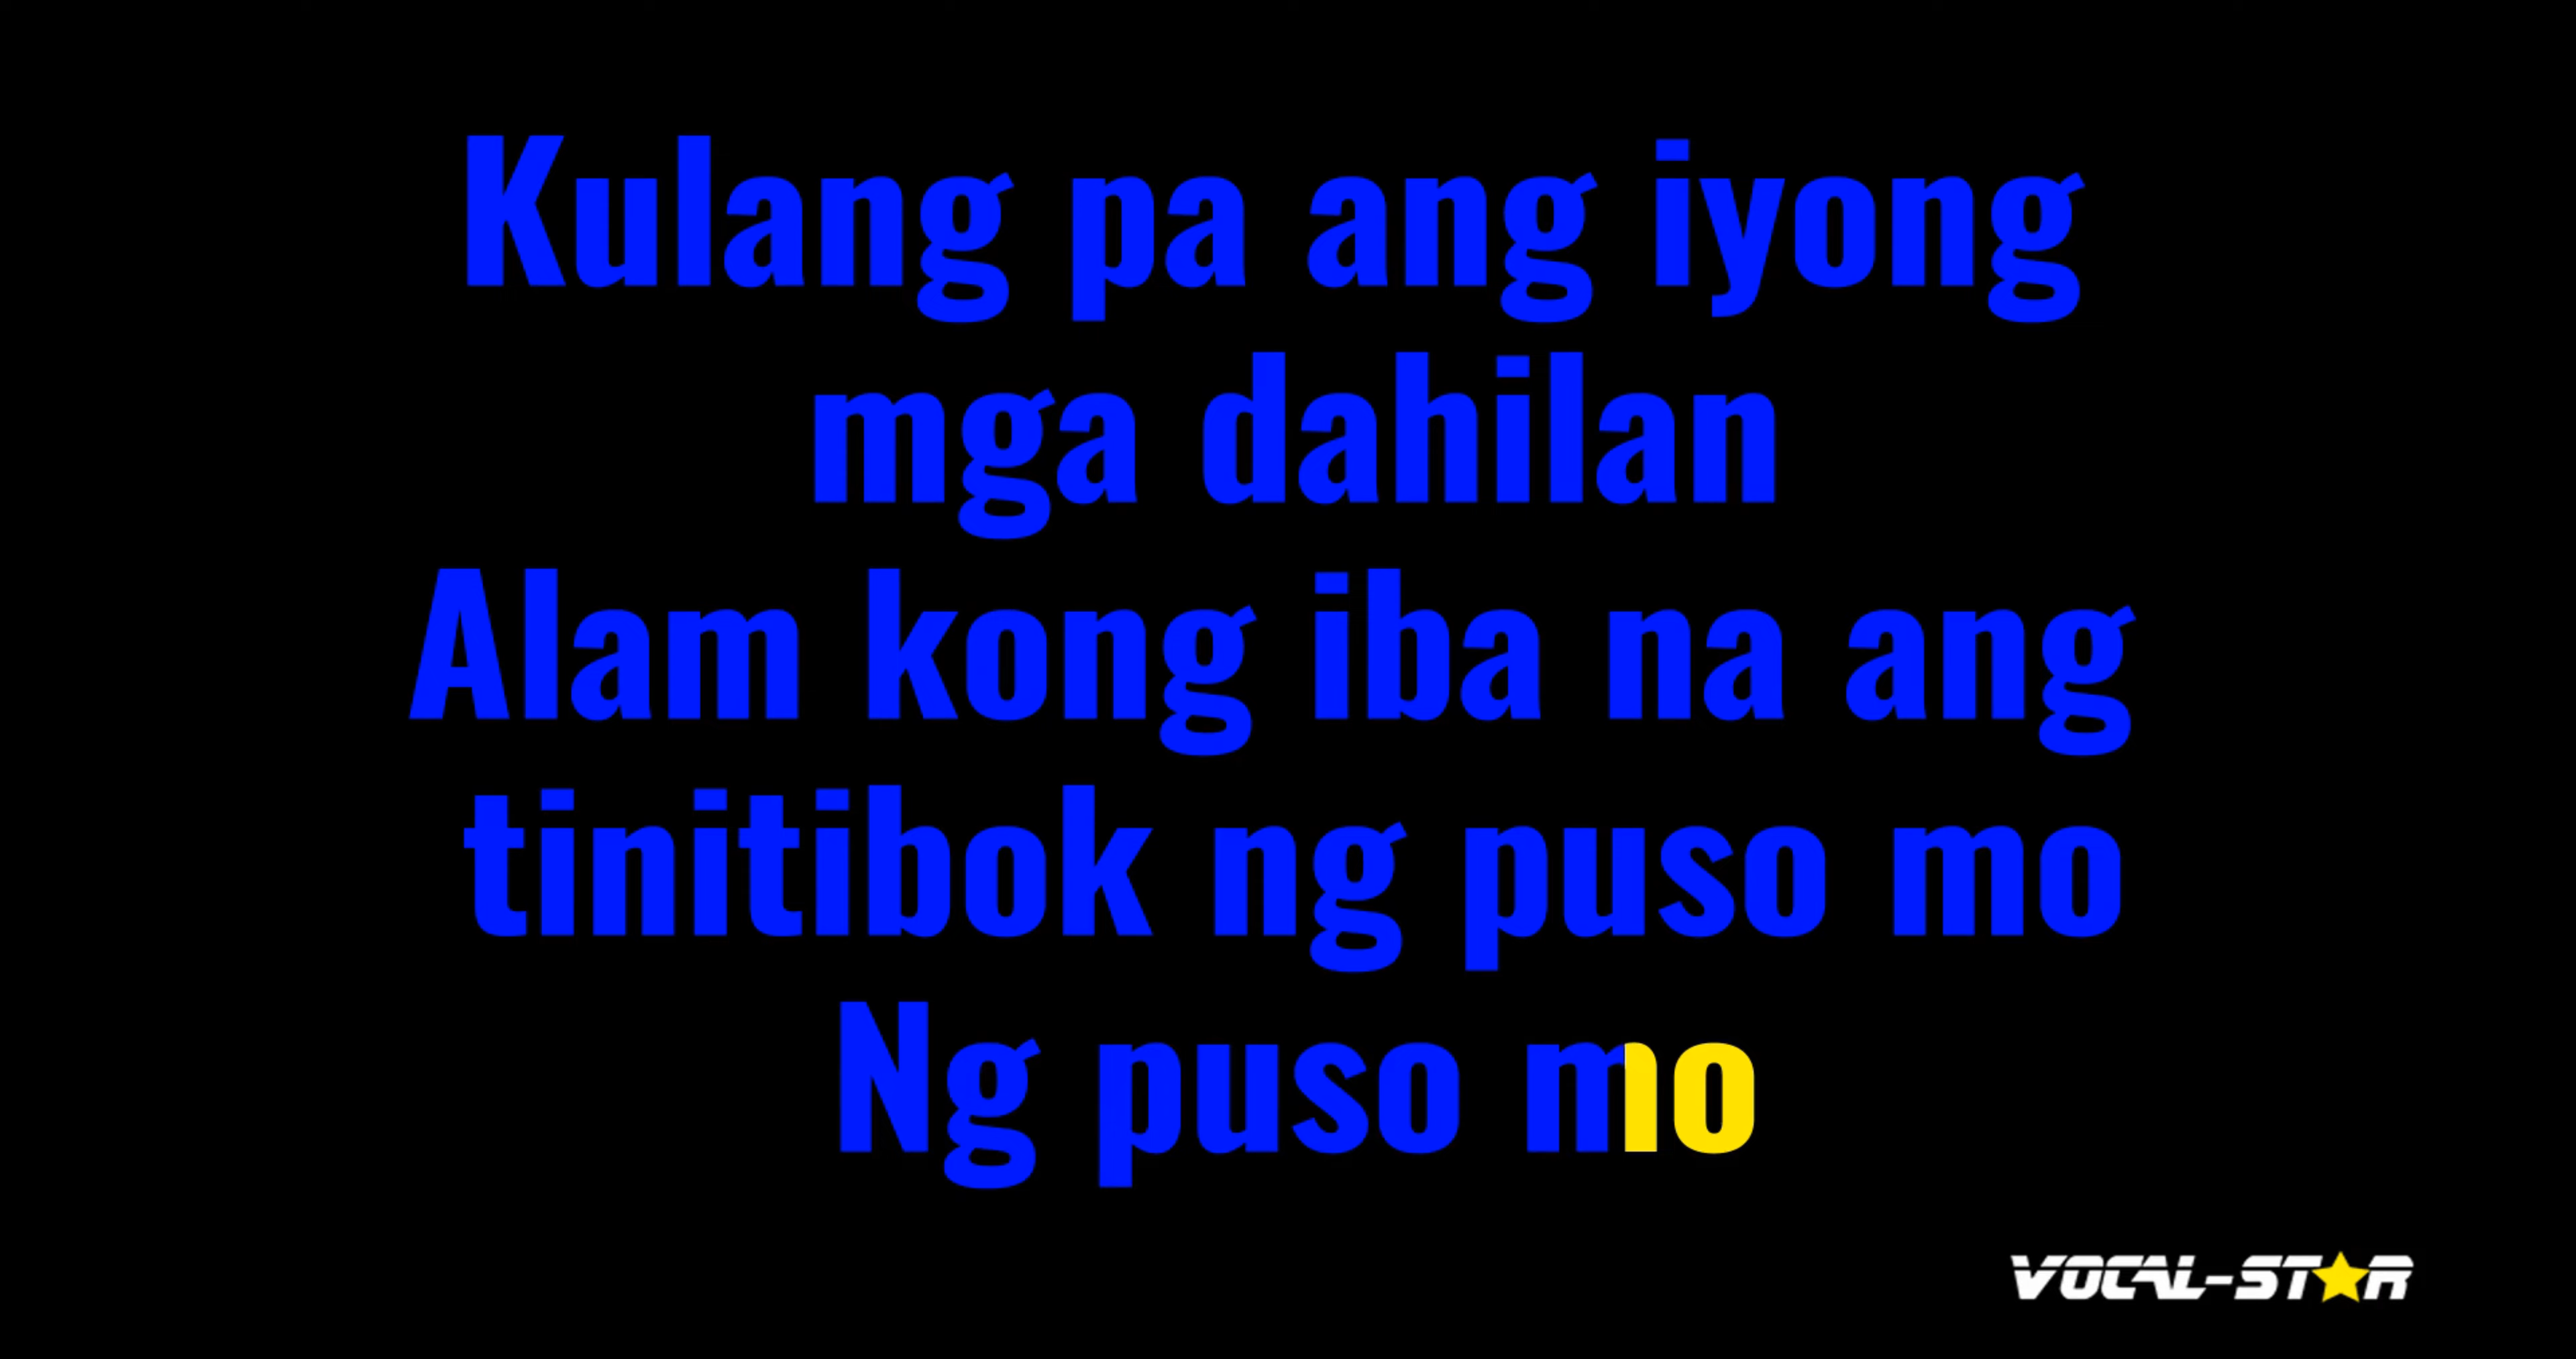 Kulang pa ang iyong
mga dahilan
Alam kong iba na ang
tinitibok ng puso mo
Ng puso mo
VOCAL-STAR